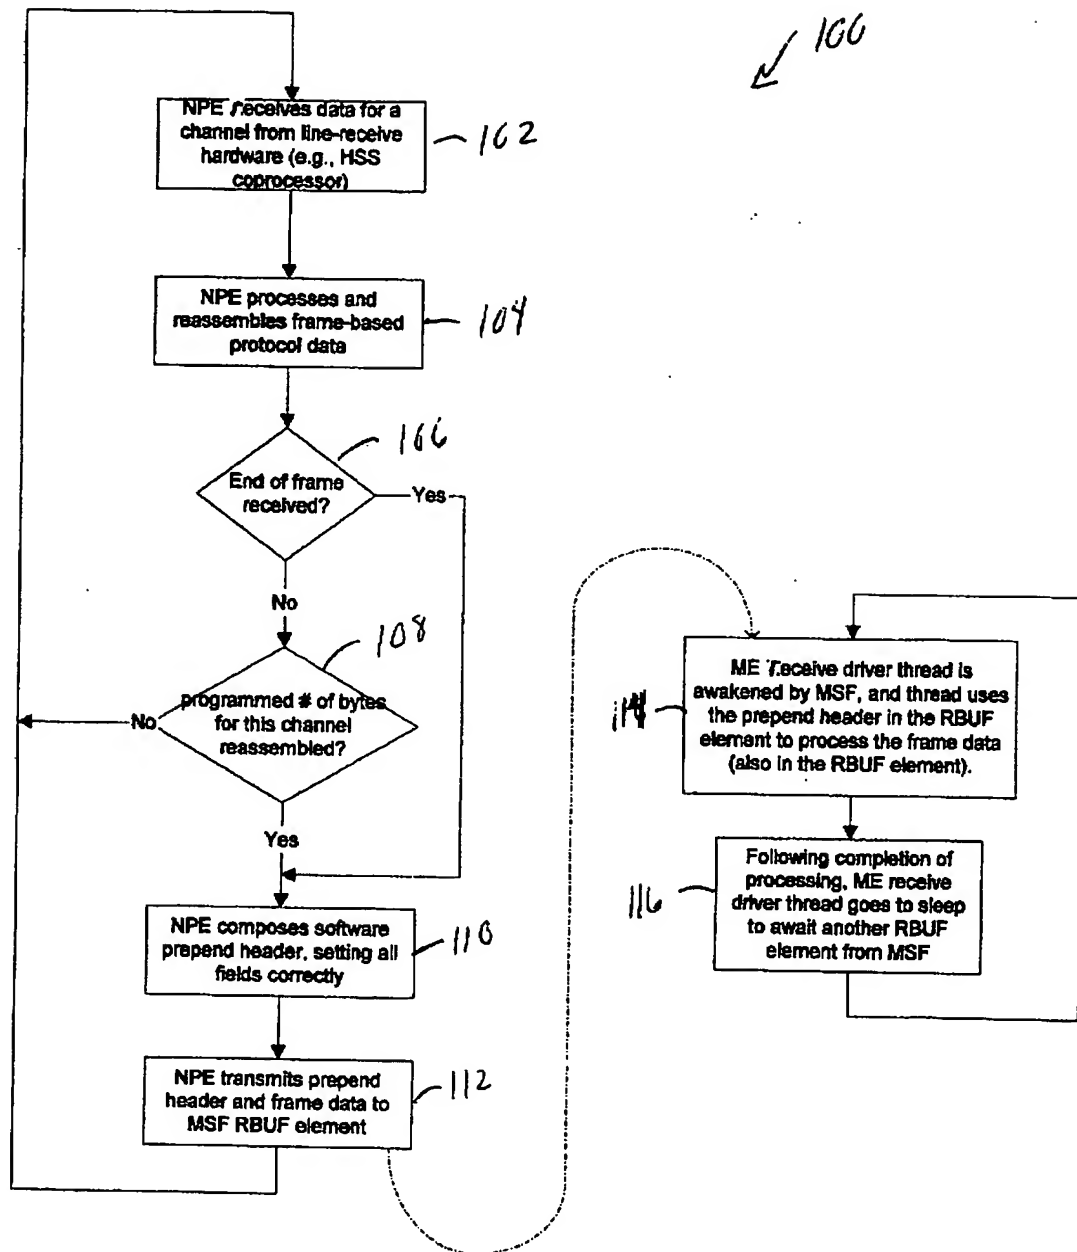 100
NPE receives data for a
channel from line-receive
hardware (e.g., HSS
coprocessor)
102
NPE processes and
reassembles frame-based
protocol data
104
106
End of frame
received?
Yes
No
108
programmed # of bytes
for this channel
reassembled?
No
Yes
NPE composes software
prepend header, setting all
fields correctly
110
NPE transmits prepend
header and frame data to
MSF RBUF element
112
ME receive driver thread is
awakened by MSF, and thread uses
the prepend header in the RBUF
element to process the frame data
(also in the RBUF element).
114
Following completion of
processing, ME receive
driver thread goes to sleep
to await another RBUF
element from MSF
116